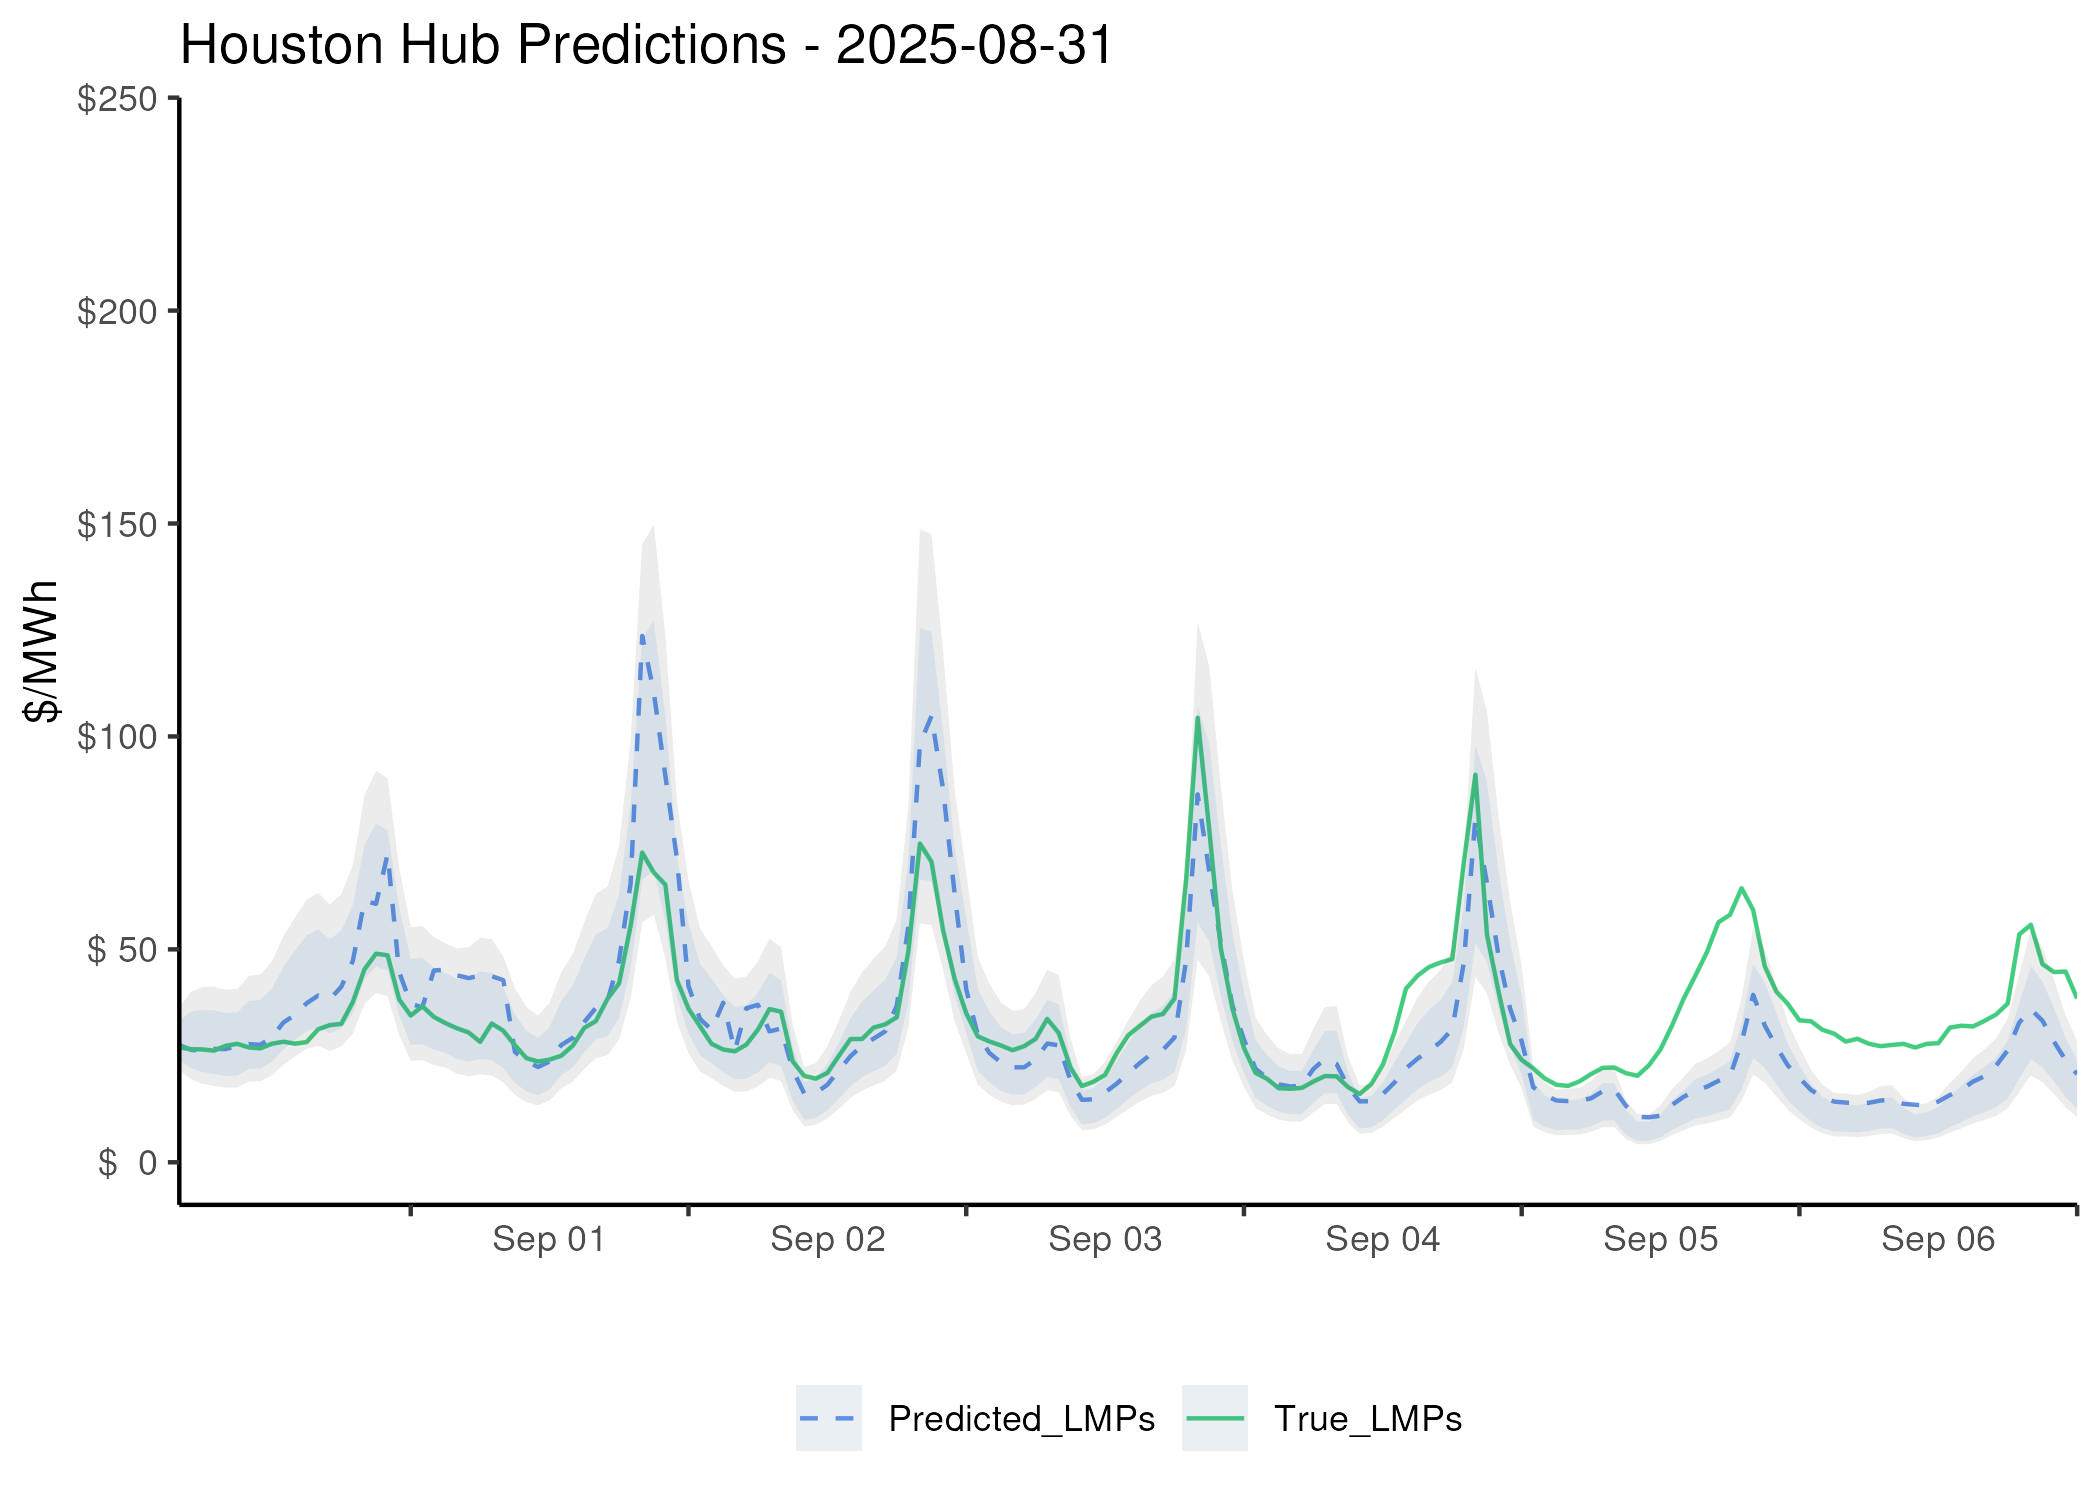 Houston Hub Predictions - 2025-08-31
$250
$200
$150
$100
$ 50
$ 0
$/MWh
Sep 01 Sep 02 Sep 03 Sep 04 Sep 05 Sep 06
Predicted_LMPs True_LMPs